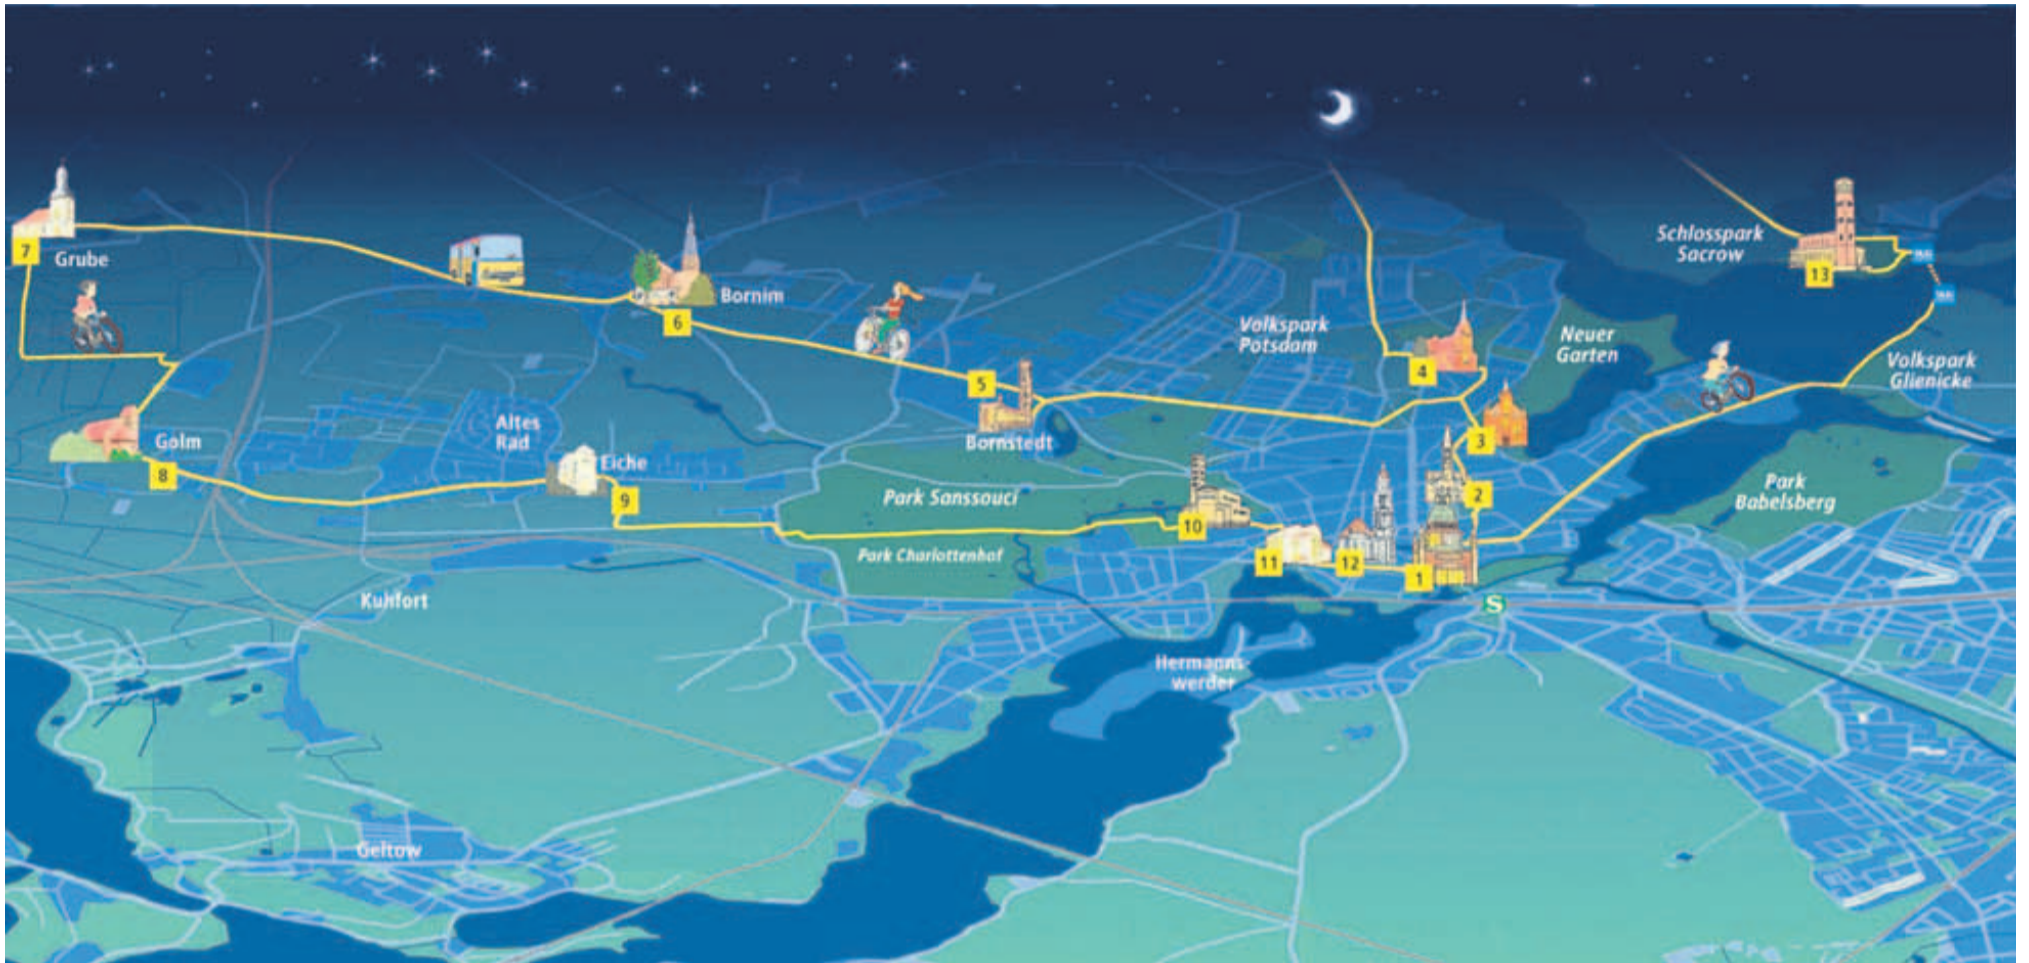 Schlosspark
Sacrow
7
Grube
13
Bornim
6
Volkspark
Potsdam
Neuer
Garten
4
Volkspark
Glienicke
5
Altes
Rad
Golm
Bornstedt
3
8
Eiche
9
Park Sanssouci
2
Park
Babelsberg
10
Park Charlottenhof
11
12
1
Kuhfort
S
Hermanns-
werder
Geltow